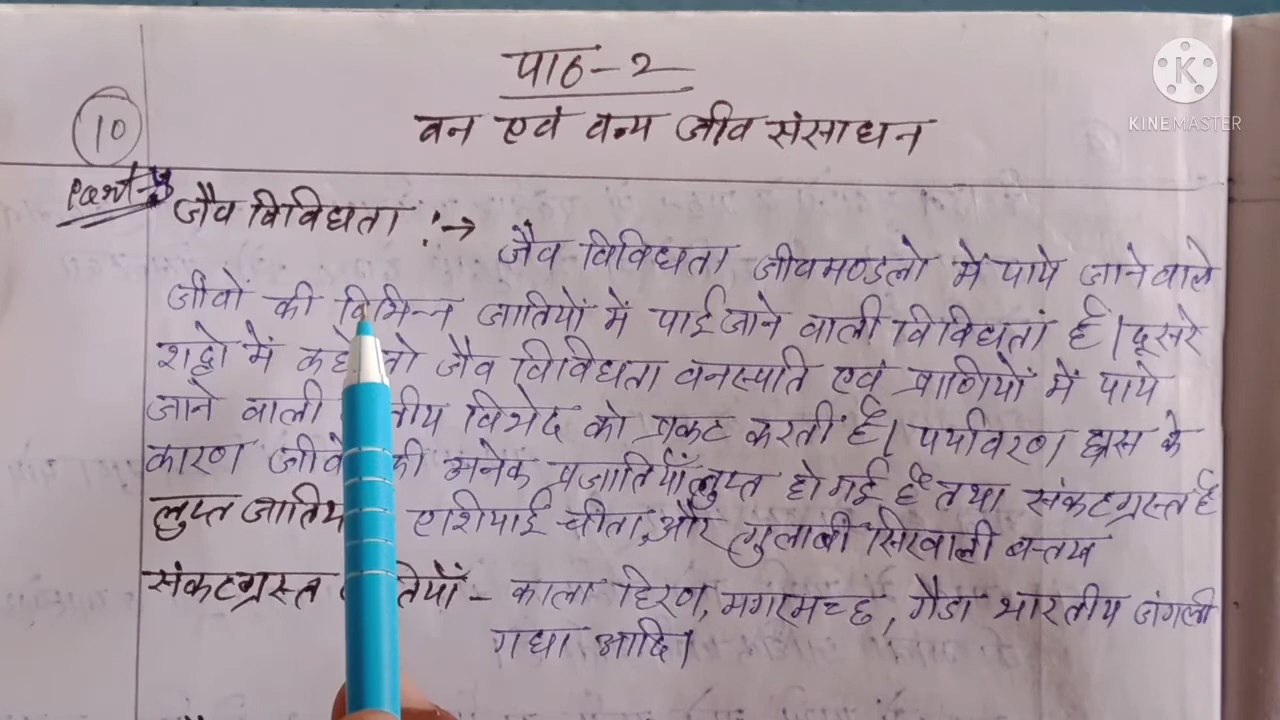 पाठ-2
KINEMASTER
10
वन एवं वन्य जीव संसाधन
Part-3
जैव विविधता :→
जैव विविधता जीवमण्डलो में पाये जाने वाले
जीवों की विभिन्न जातियों में पाई जाने वाली विविधतां है। दूसरे
शब्दो में कहे तो जैव विविधता वनस्पति एवं प्राणियों में पाये
जाने वाली विभेद को प्रकट करतीं है। पर्यावरण ह्रास के
कारण जीवो की अनेक प्रजातियाँ लुप्त हो गई है तथा संकटग्रस्त है
लुप्त एशियाई चीता, और गुलाबी सिरवाली बत्तख
संकटग्रस्त - काला हिरण, मगरमच्छ, गैंडा भारतीय जंगली
गधा आदि।